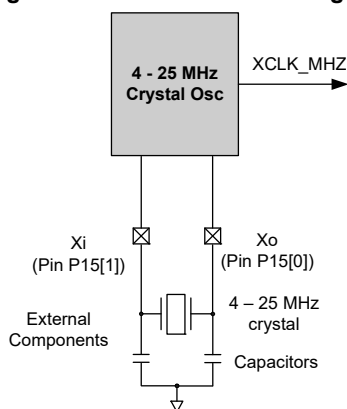 4 - 25 MHz
Crystal Osc
XCLK_MHZ
Xi
(Pin P15[1])
Xo
(Pin P15[0])
4 – 25 MHz
crystal
External
Components
Capacitors